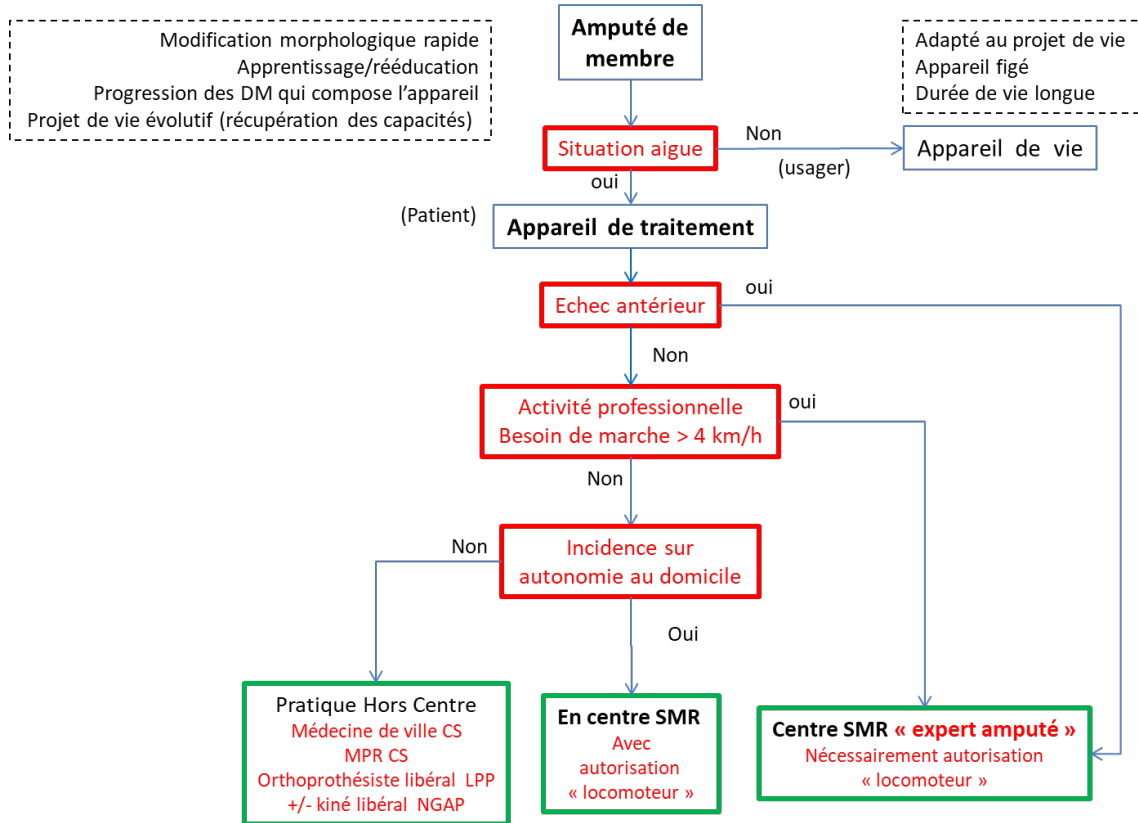 Modification morphologique rapide
Apprentissage/rééducation
Progression des DM qui compose l'appareil
Projet de vie évolutif (récupération des capacités)
Amputé de
membre
Adapté au projet de vie
Appareil figé
Durée de vie longue
Situation aigue
Non
(usager)
Appareil de vie
oui
(Patient)
Appareil de traitement
Echec antérieur
oui
Non
Activité professionnelle
Besoin de marche > 4 km/h
oui
Non
Incidence sur
autonomie au domicile
Non
Oui
Pratique Hors Centre
Médecine de ville CS
MPR CS
Orthoprothésiste libéral LPP
+/- kiné libéral NGAP
En centre SMR
Avec
autorisation
« locomoteur »
Centre SMR « expert amputé »
Nécessairement autorisation
« locomoteur »